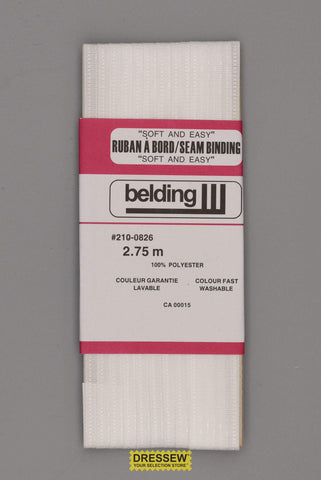 "SOFT AND EASY"
RUBAN À BORD/SEAM BINDING
"SOFT AND EASY"
belding
#210-0826
2.75 m
100% POLYESTER
COULEUR GARANTIE COLOUR FAST
LAVABLE WASHABLE
CA 00015
DRESSEW
YOUR SELECTION STORE